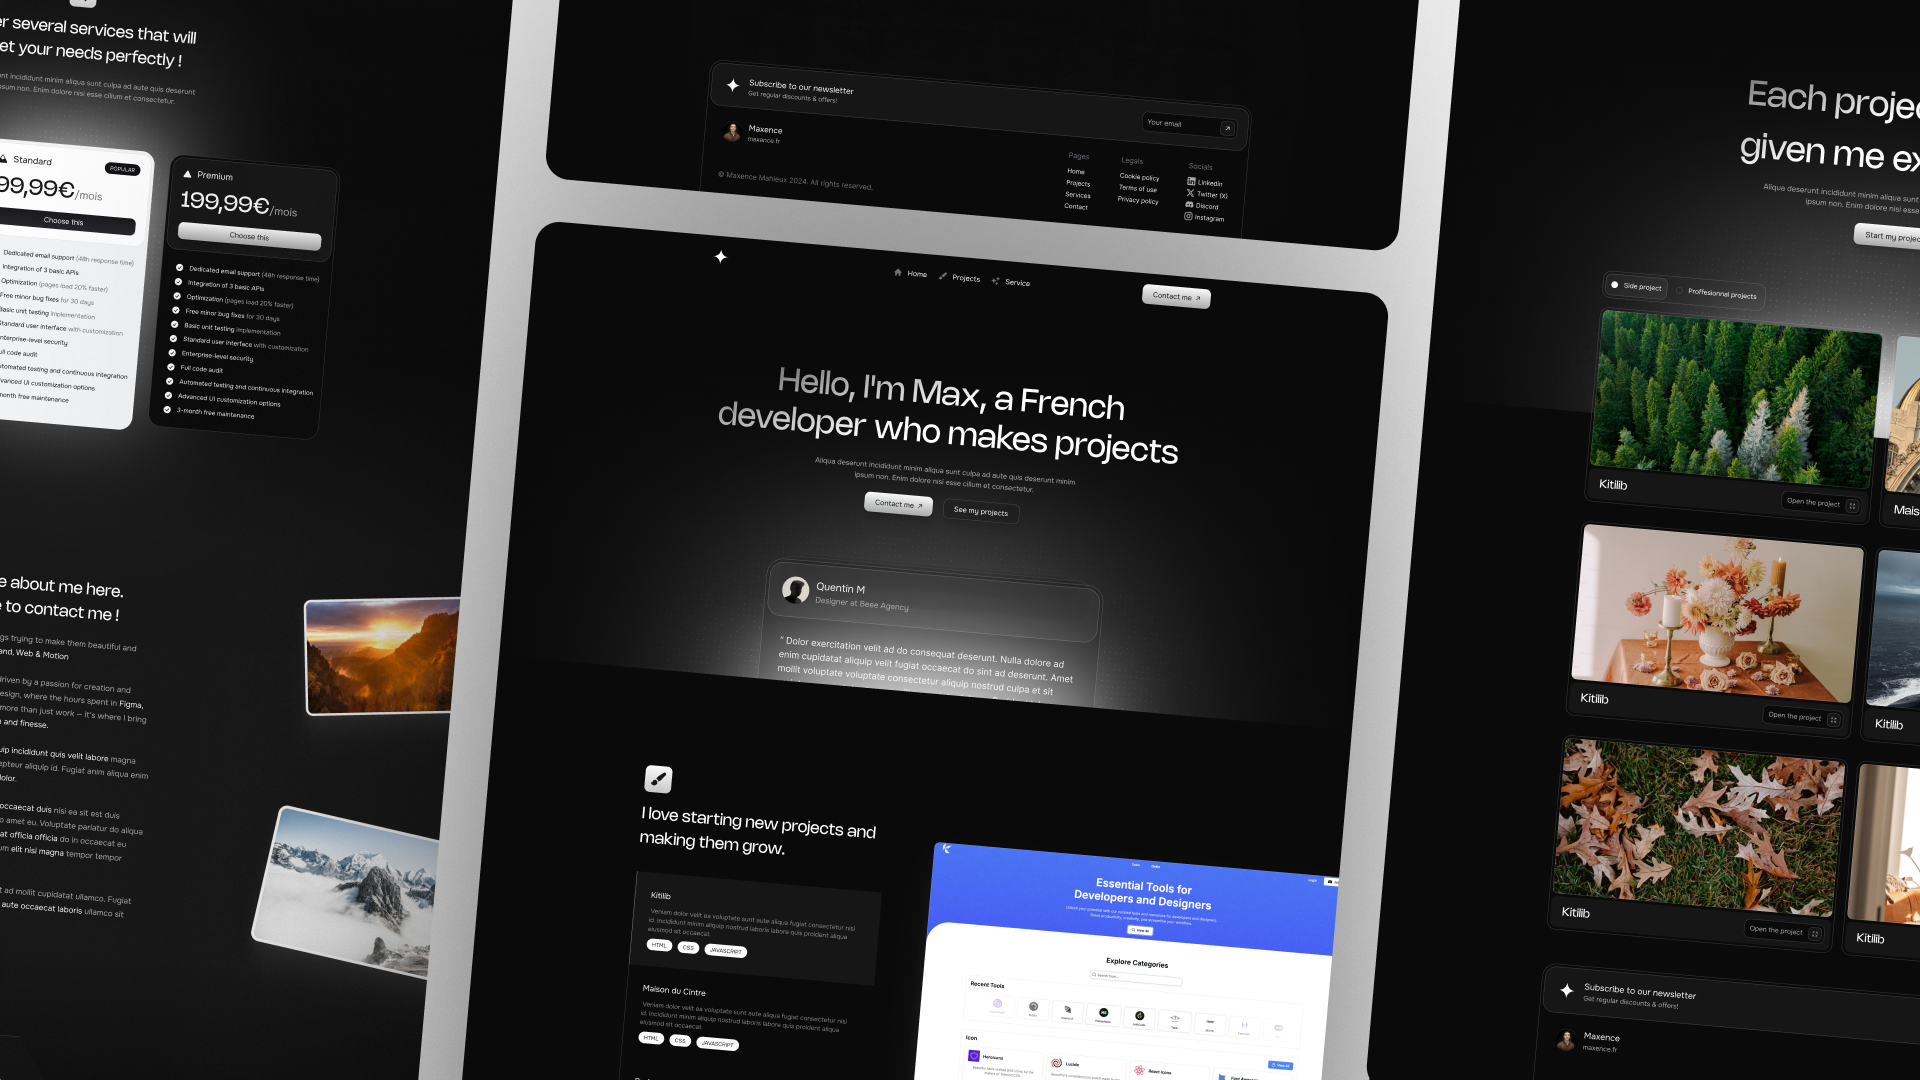 several services that will
your needs perfectly !
incididunt minim aliqua sunt culpa ad aute quis deserunt
ipsum non. Enim dolore nisi esse cillum et consectetur.
Standard
POPULAR
99,99€/mois
Choose this
Dedicated email support (48h response time)
Integration of 3 basic APIs
Optimization (pages load 20% faster)
Free minor bug fixes for 30 days
Basic unit testing implementation
Standard user interface with customization
Enterprise-level security
Full code audit
Automated testing and continuous integration
Advanced UI customization options
month free maintenance
Premium
199,99€/mois
Choose this
Dedicated email support (48h response time)
Integration of 3 basic APIs
Optimization (pages load 20% faster)
Free minor bug fixes for 30 days
Basic unit testing implementation
Standard user interface with customization
Enterprise-level security
Full code audit
Automated testing and continuous integration
Advanced UI customization options
3-month free maintenance
about me here.
to contact me !
trying to make them beautiful and
Web & Motion
driven by a passion for creation and
design, where the hours spent in Figma,
more than just work — it's where I bring
and finesse.
incididunt quis velit labore magna
excepteur aliquip id. Fugiat anim aliqua enim
dolor.
occaecat duis nisi ea sit est duis
amet eu. Voluptate pariatur do aliqua
officia officia do in occaecat eu
elit nisi magna tempor tempor
ad mollit cupidatat ullamco. Fugiat
aute occaecat laboris ullamco sit
Subscribe to our newsletter
Get regular discounts & offers!
Your email
Maxence
maxence.fr
© Maxence Mahieux 2024. All rights reserved.
Pages
Home
Projects
Services
Contact
Legals
Cookie policy
Terms of use
Privacy policy
Socials
Linkedin
Twitter (X)
Discord
Instagram
Home
Projects
Service
Contact me
Hello, I'm Max, a French
developer who makes projects
Aliqua deserunt incididunt minim aliqua sunt culpa ad aute quis deserunt minim
ipsum non. Enim dolore nisi esse cillum et consectetur.
Contact me
See my projects
Quentin M
Designer at Bese Agency
" Dolor exercitation velit ad do consequat deserunt. Nulla dolore ad
enim cupidatat aliquip velit fugiat occaecat do sint ad deserunt. Amet
mollit voluptate voluptate consectetur aliquip nostrud culpa et sit
I love starting new projects and
making them grow.
Kitilib
Veniam dolor velit ea voluptate sunt aute aliqua fugiat consectetur nisi
id. Incididunt minim aliquip nostrud laboris labore quis proident aliqua
eiusmod sit occaecat.
HTML
CSS
JAVASCRIPT
Maison du Cintre
Veniam dolor velit ea voluptate sunt aute aliqua fugiat consectetur nisi
id. Incididunt minim aliquip nostrud laboris labore quis proident aliqua
eiusmod sit occaecat.
HTML
CSS
JAVASCRIPT
Essential Tools for
Developers and Designers
View All
Explore Categories
Recent Tools
Icon
View All
Heroicons
Lucide
React Icons
Each
given me
Aliqua deserunt incididunt minim aliqua sunt
ipsum non. Enim dolore nisi esse
Start my
Side project
Proffesionnal projects
Kitilib
Open the project
Kitilib
Open the project
Kitilib
Kitilib
Open the project
Kitilib
Subscribe to our newsletter
Get regular discounts & offers!
Maxence
maxence.fr